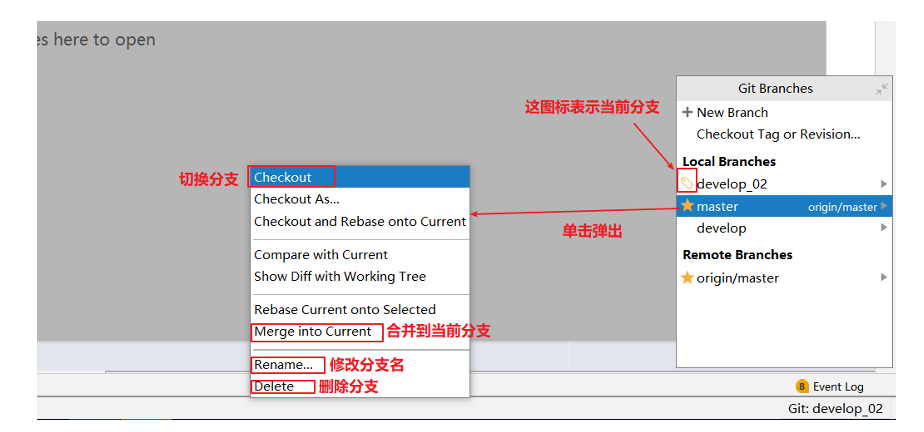 es here to open
Git Branches
这图标表示当前分支
New Branch
Checkout Tag or Revision...
Local Branches
切换分支
Checkout
develop_02
Checkout As...
master origin/master
Checkout and Rebase onto Current
单击弹出
develop
Compare with Current
Remote Branches
Show Diff with Working Tree
origin/master
Rebase Current onto Selected
Merge into Current 合并到当前分支
Rename... 修改分支名
Delete 删除分支
8 Event Log
Git: develop_02